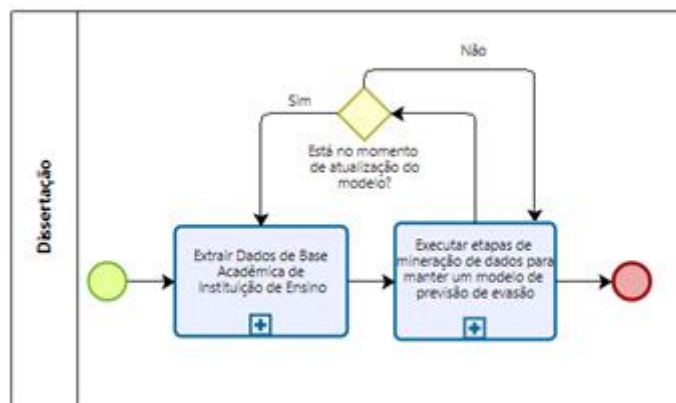 Dissertação
Não
Sim
Está no momento
de atualização do
modelo?
Extrair Dados de Base
Acadêmica de
Instituição de Ensino
Executar etapas de
mineração de dados para
manter um modelo de
previsão de evasão